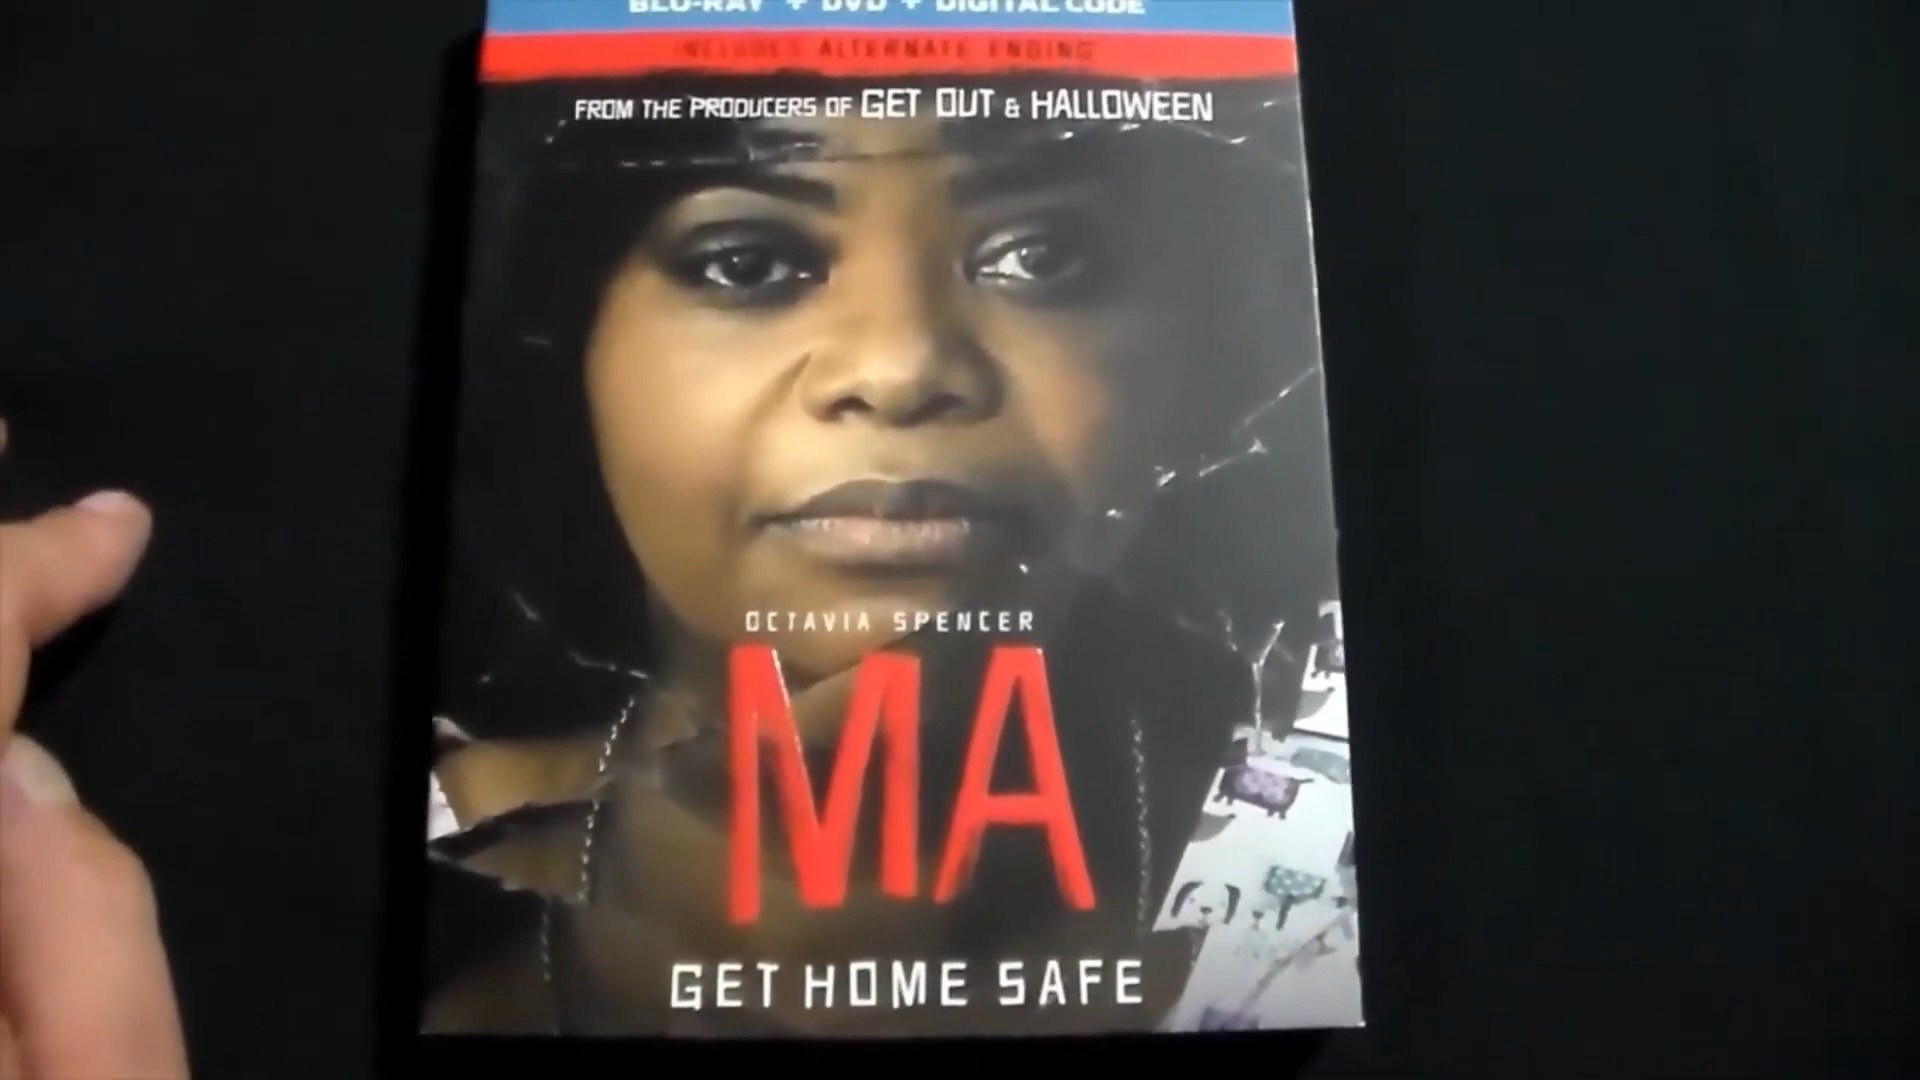 BLU-RAY + DVD + DIGITAL CODE
INCLUDES ALTERNATE ENDING
FROM THE PRODUCERS OF GET OUT & HALLOWEEN
OCTAVIA SPENCER
MA
GET HOME SAFE